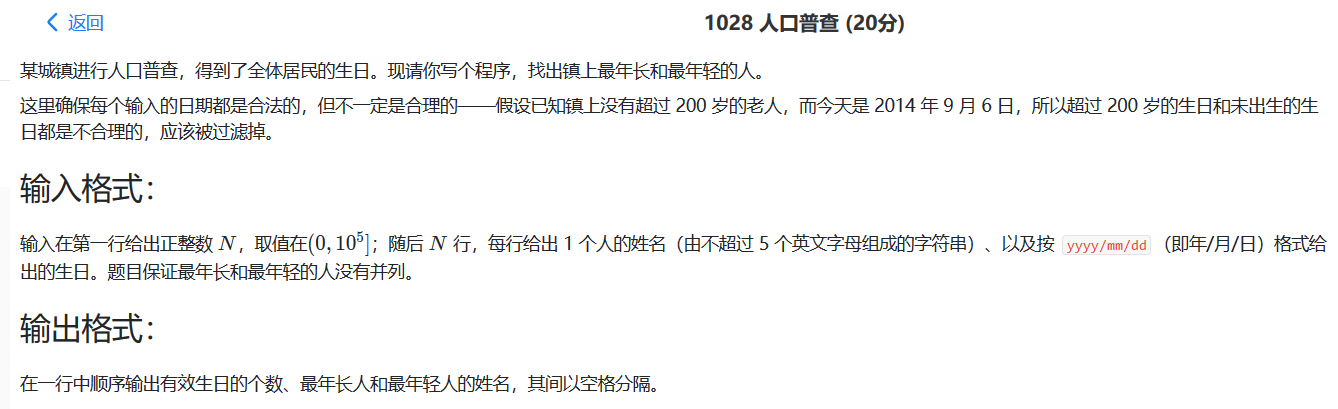 返回
1028 人口普查 (20分)
某城镇进行人口普查，得到了全体居民的生日。现请你写个程序，找出镇上最年长和最年轻的人。
这里确保每个输入的日期都是合法的，但不一定是合理的——假设已知镇上没有超过 200 岁的老人，而今天是 2014 年 9 月 6 日，所以超过 200 岁的生日和未出生的生
日都是不合理的，应该被过滤掉。
输入格式：
输入在第一行给出正整数 N，取值在(0, 10⁵]；随后 N 行，每行给出 1 个人的姓名（由不超过 5 个英文字母组成的字符串）、以及按 yyyy/mm/dd （即年/月/日）格式给
出的生日。题目保证最年长和最年轻的人没有并列。
输出格式：
在一行中顺序输出有效生日的个数、最年长人和最年轻人的姓名，其间以空格分隔。